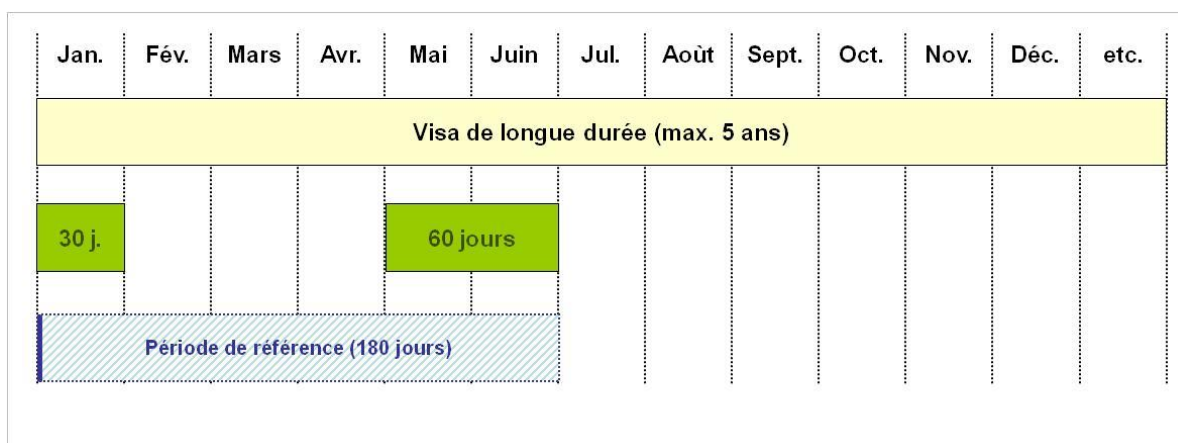 Jan. Fév. Mars Avr. Mai Juin Jul. Aoùt Sept. Oct. Nov. Déc. etc.
Visa de longue durée (max. 5 ans)
30 j. 60 jours
Période de référence (180 jours)